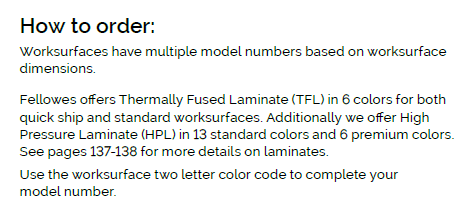 How to order:
Worksurfaces have multiple model numbers based on worksurface
dimensions.
Fellowes offers Thermally Fused Laminate (TFL) in 6 colors for both
quick ship and standard worksurfaces. Additionally we offer High
Pressure Laminate (HPL) in 13 standard colors and 6 premium colors.
See pages 137-138 for more details on laminates.
Use the worksurface two letter color code to complete your
model number.